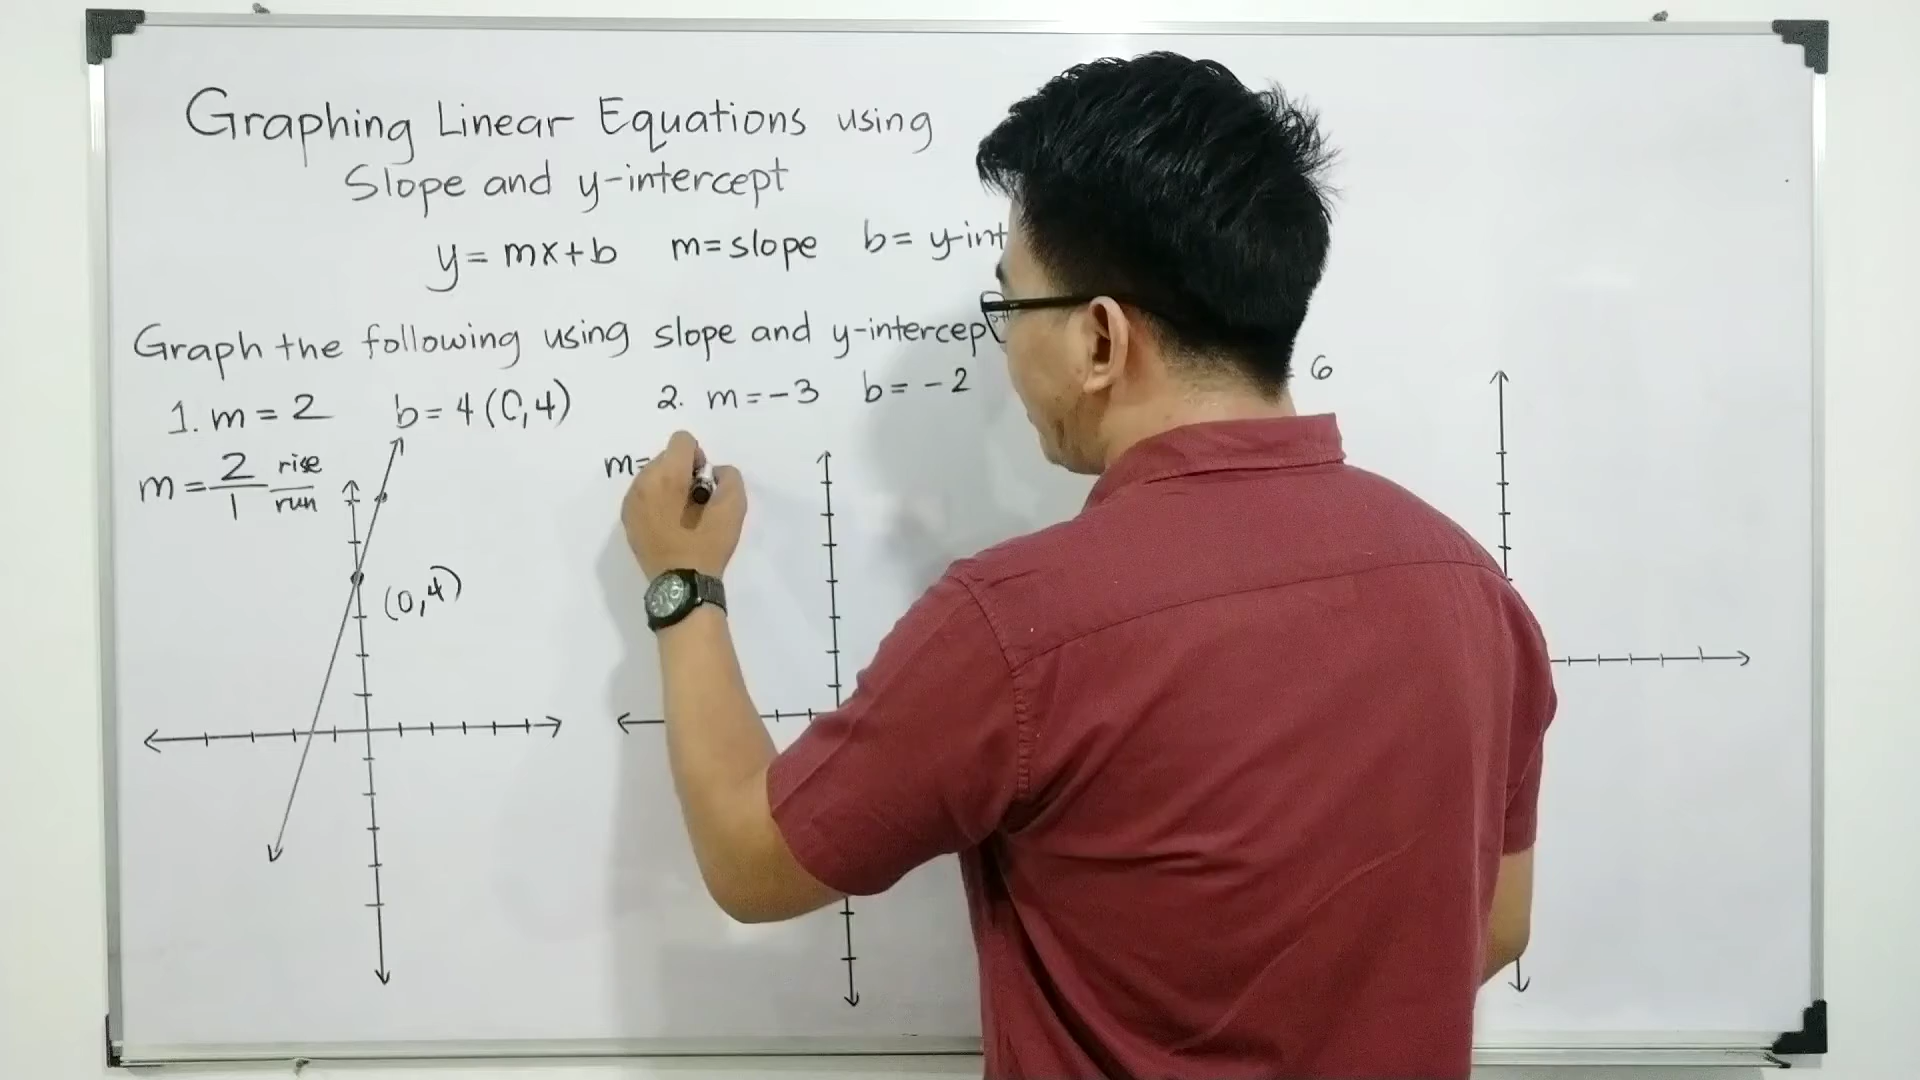 Graphing Linear Equations using
Slope and y-intercept
y = mx + b m = slope b = y-int
Graph the following using slope and y-intercep
1. m = 2 b = 4 (0,4)
m = 2/1 rise/run
(0,4)
2. m = -3 b = -2
m =
6